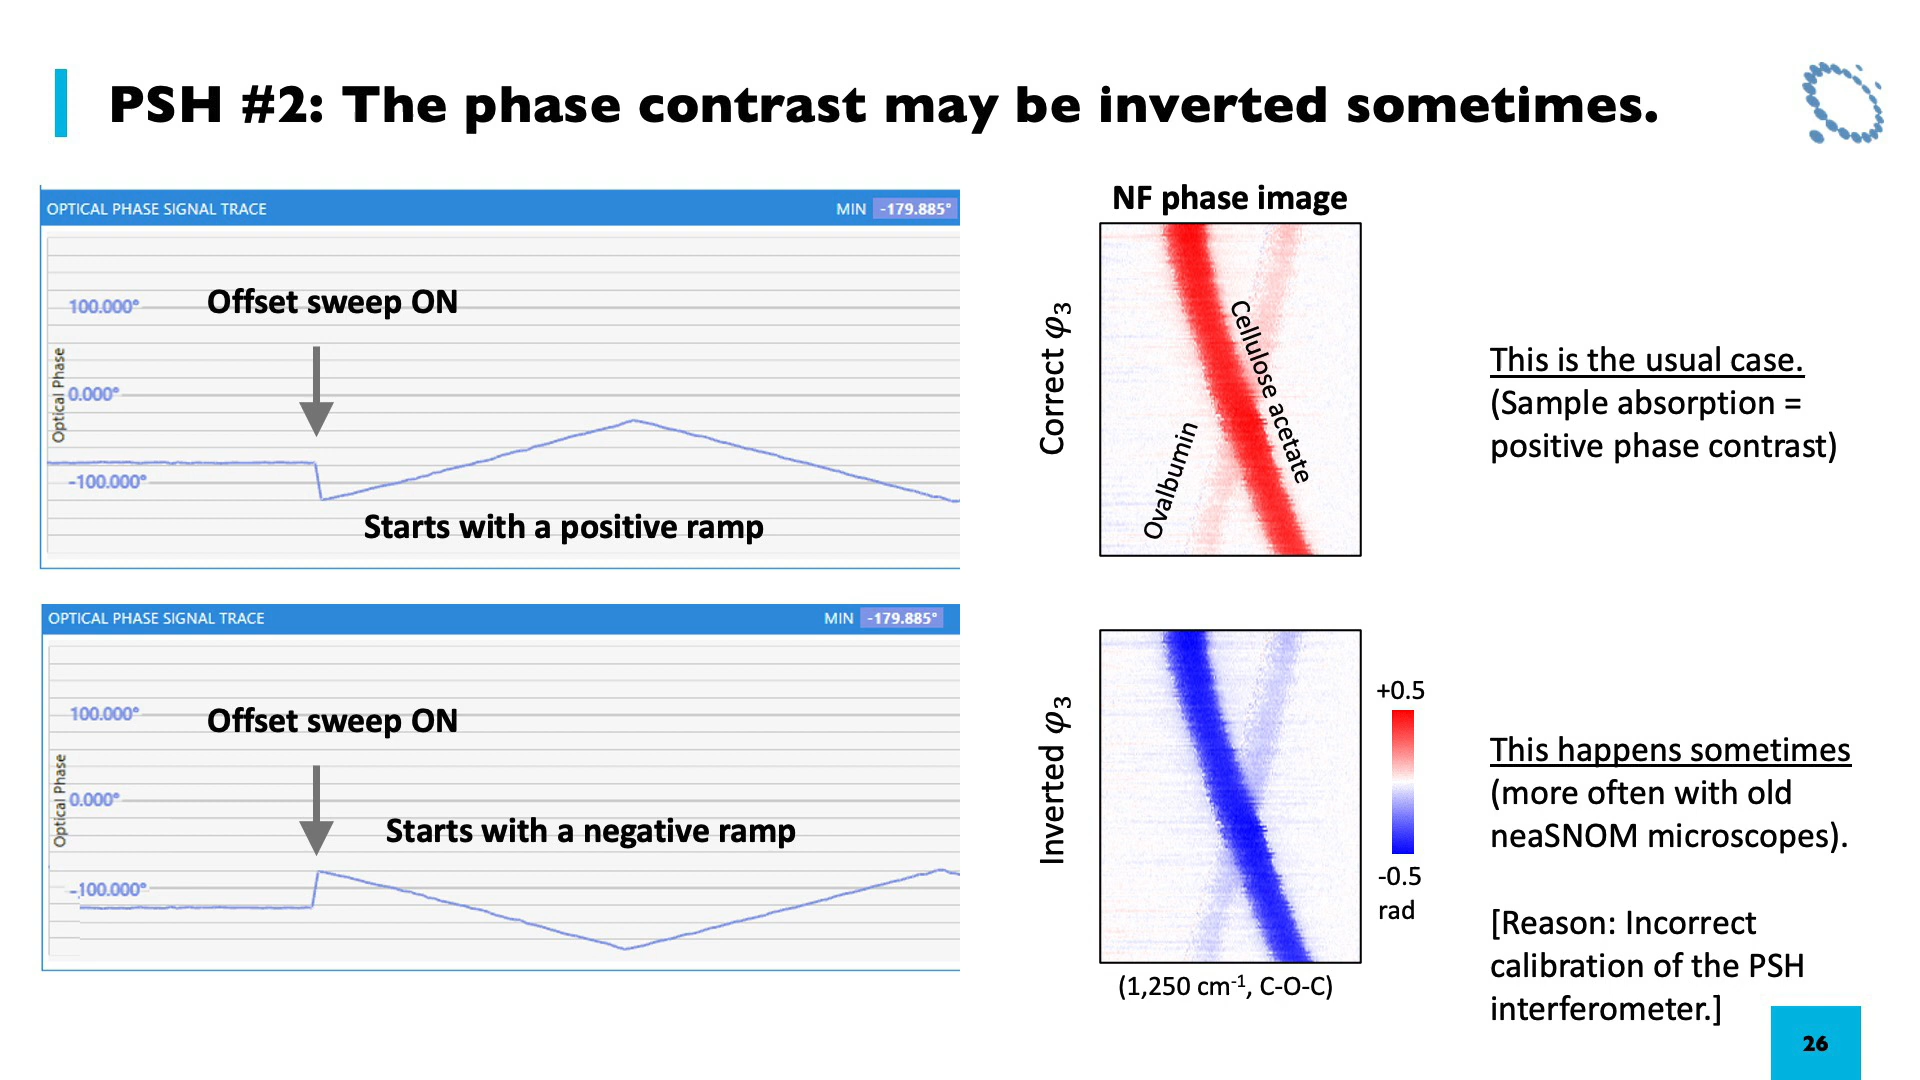 PSH #2: The phase contrast may be inverted sometimes.
OPTICAL PHASE SIGNAL TRACE
MIN -179.885°
Optical Phase
100.000°
0.000°
-100.000°
Offset sweep ON
Starts with a positive ramp
NF phase image
Correct φ₃
Ovalbumin
Cellulose acetate
This is the usual case.
(Sample absorption =
positive phase contrast)
OPTICAL PHASE SIGNAL TRACE
MIN -179.885°
Optical Phase
100.000°
0.000°
-100.000°
Offset sweep ON
Starts with a negative ramp
Inverted φ₃
+0.5
-0.5
rad
(1,250 cm⁻¹, C-O-C)
This happens sometimes
(more often with old
neaSNOM microscopes).
[Reason: Incorrect
calibration of the PSH
interferometer.]
26